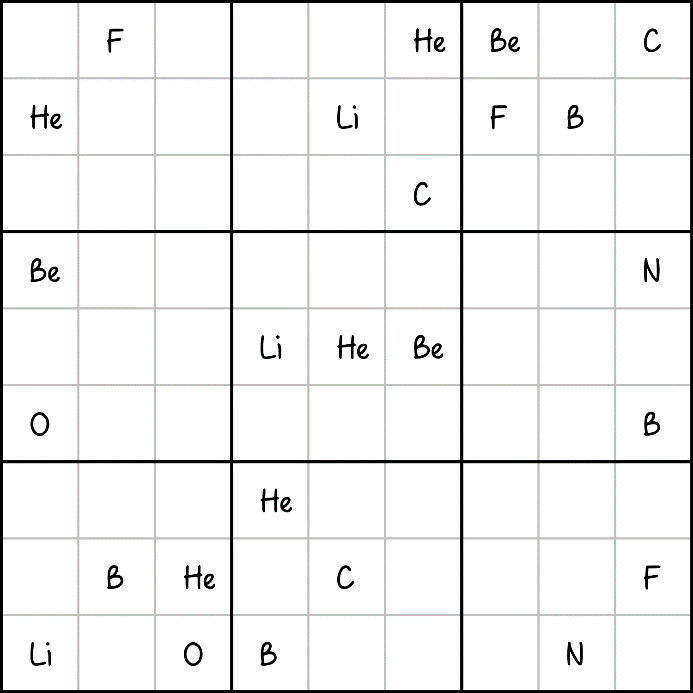 F He Be C
He Li F B
C
Be N
Li He Be
O B
He
B He C F
Li O B N